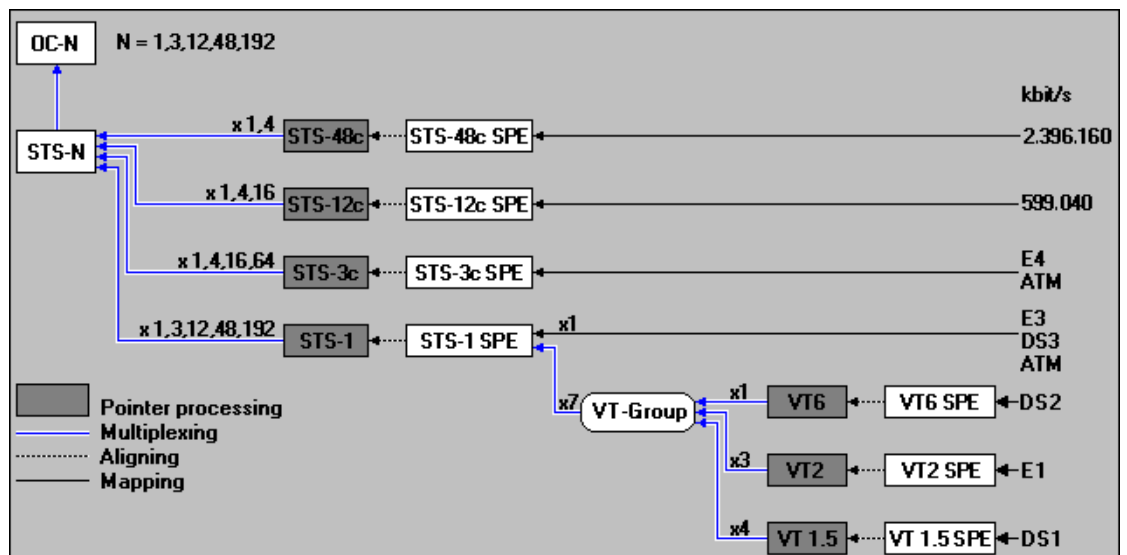 OC-N N = 1,3,12,48,192
kbit/s
STS-N x 1,4 STS-48c STS-48c SPE 2.396.160
x 1,4,16 STS-12c STS-12c SPE 599.040
x 1,4,16,64 STS-3c STS-3c SPE E4
ATM
x 1,3,12,48,192 STS-1 STS-1 SPE x1 E3
DS3
ATM
Pointer processing
Multiplexing
Aligning
Mapping
x7 VT-Group x1 VT6 VT6 SPE DS2
x3 VT2 VT2 SPE E1
x4 VT 1.5 VT 1.5 SPE DS1